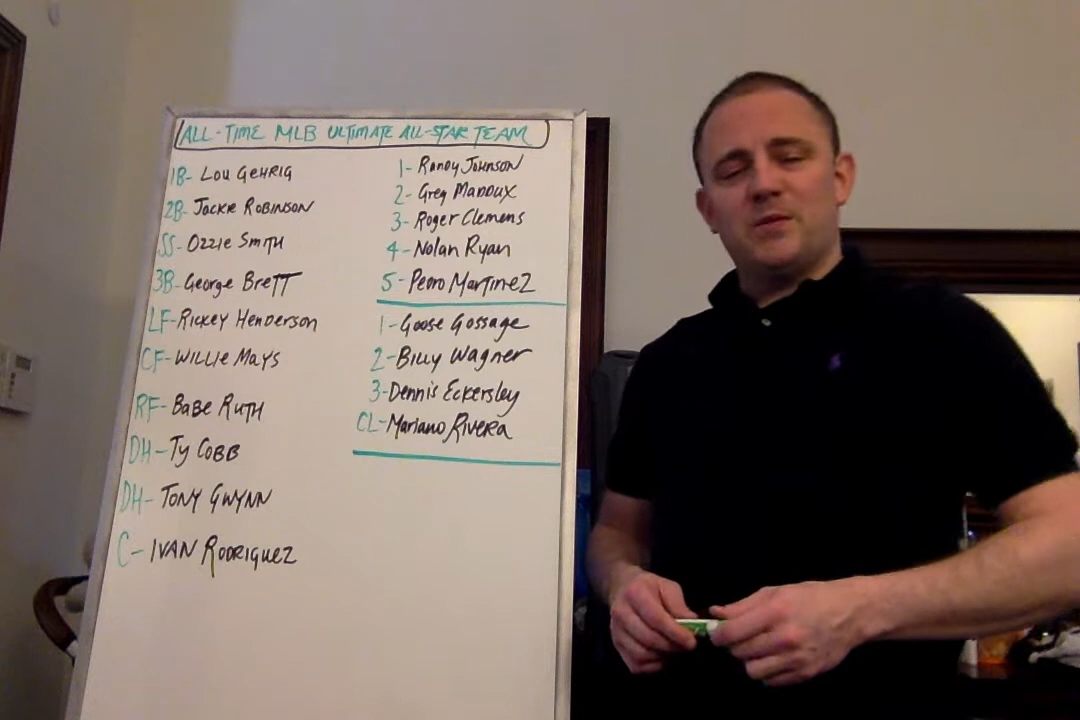 ALL-TIME MLB ULTIMATE ALL-STAR TEAM
1B- LOU GEHRIG
2B- JACKIE ROBINSON
SS- OZZIE SMITH
3B- George BRETT
LF- Rickey Henderson
CF- WILLIE MAYS
RF- BABE RUTH
DH- Ty COBB
DH- TONY GWYNN
C- IVAN RODRIGUEZ
1- Randy Johnson
2- Greg Maddux
3- Roger Clemens
4- Nolan Ryan
5- Pedro Martinez
1- Goose Gossage
2- Billy Wagner
3- Dennis Eckersley
CL- Mariano Rivera